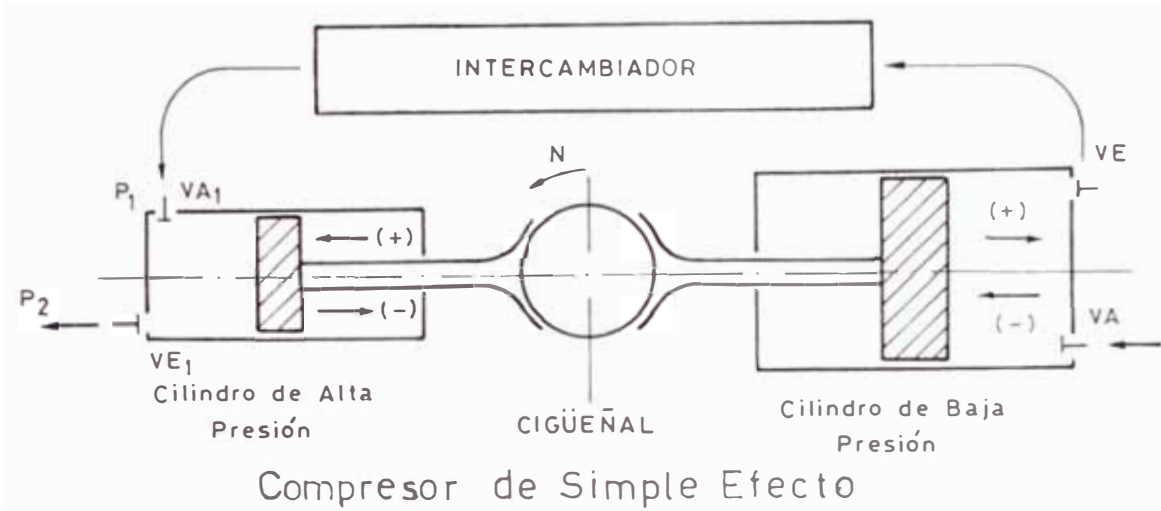 INTERCAMBIADOR
N
VE
P1 VA1
(+)
(+)
P2
(-)
(-)
VA
VE1
Cilindro de Alta
Presión
CIGÜEÑAL
Cilindro de Baja
Presión
Compresor de Simple Efecto